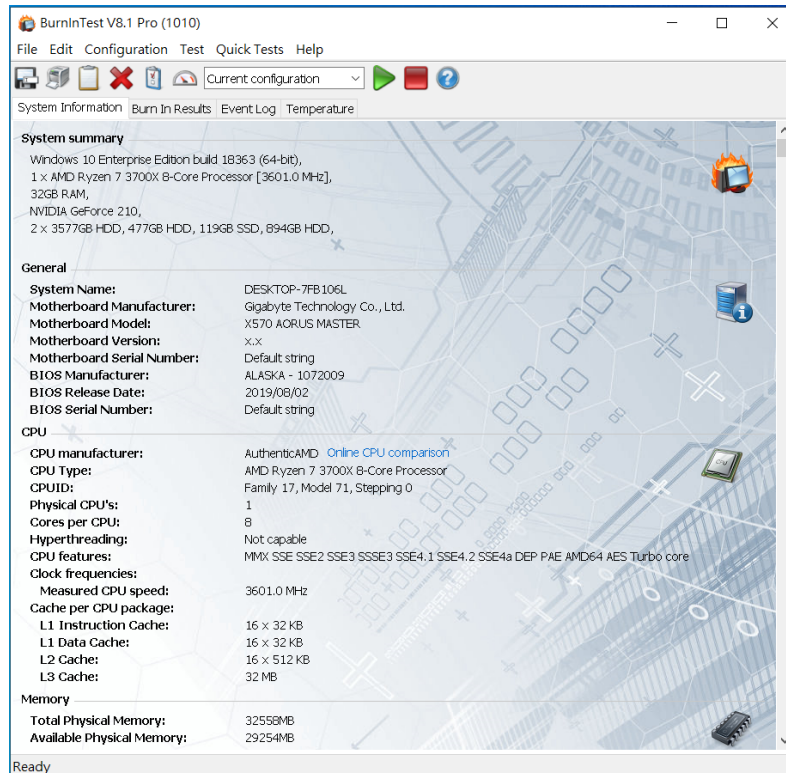 BurnInTest V8.1 Pro (1010)
File Edit Configuration Test Quick Tests Help
Current configuration
System Information Burn In Results Event Log Temperature
System summary
Windows 10 Enterprise Edition build 18363 (64-bit),
1 x AMD Ryzen 7 3700X 8-Core Processor [3601.0 MHz],
32GB RAM,
NVIDIA GeForce 210,
2 x 3577GB HDD, 477GB HDD, 119GB SSD, 894GB HDD,
General
System Name: DESKTOP-7FB106L
Motherboard Manufacturer: Gigabyte Technology Co., Ltd.
Motherboard Model: X570 AORUS MASTER
Motherboard Version: x.x
Motherboard Serial Number: Default string
BIOS Manufacturer: ALASKA - 1072009
BIOS Release Date: 2019/08/02
BIOS Serial Number: Default string
CPU
CPU manufacturer: AuthenticAMD Online CPU comparison
CPU Type: AMD Ryzen 7 3700X 8-Core Processor
CPUID: Family 17, Model 71, Stepping 0
Physical CPU's: 1
Cores per CPU: 8
Hyperthreading: Not capable
CPU features: MMX SSE SSE2 SSE3 SSSE3 SSE4.1 SSE4.2 SSE4a DEP PAE AMD64 AES Turbo core
Clock frequencies:
Measured CPU speed: 3601.0 MHz
Cache per CPU package:
L1 Instruction Cache: 16 x 32 KB
L1 Data Cache: 16 x 32 KB
L2 Cache: 16 x 512 KB
L3 Cache: 32 MB
Memory
Total Physical Memory: 32558MB
Available Physical Memory: 29254MB
Ready